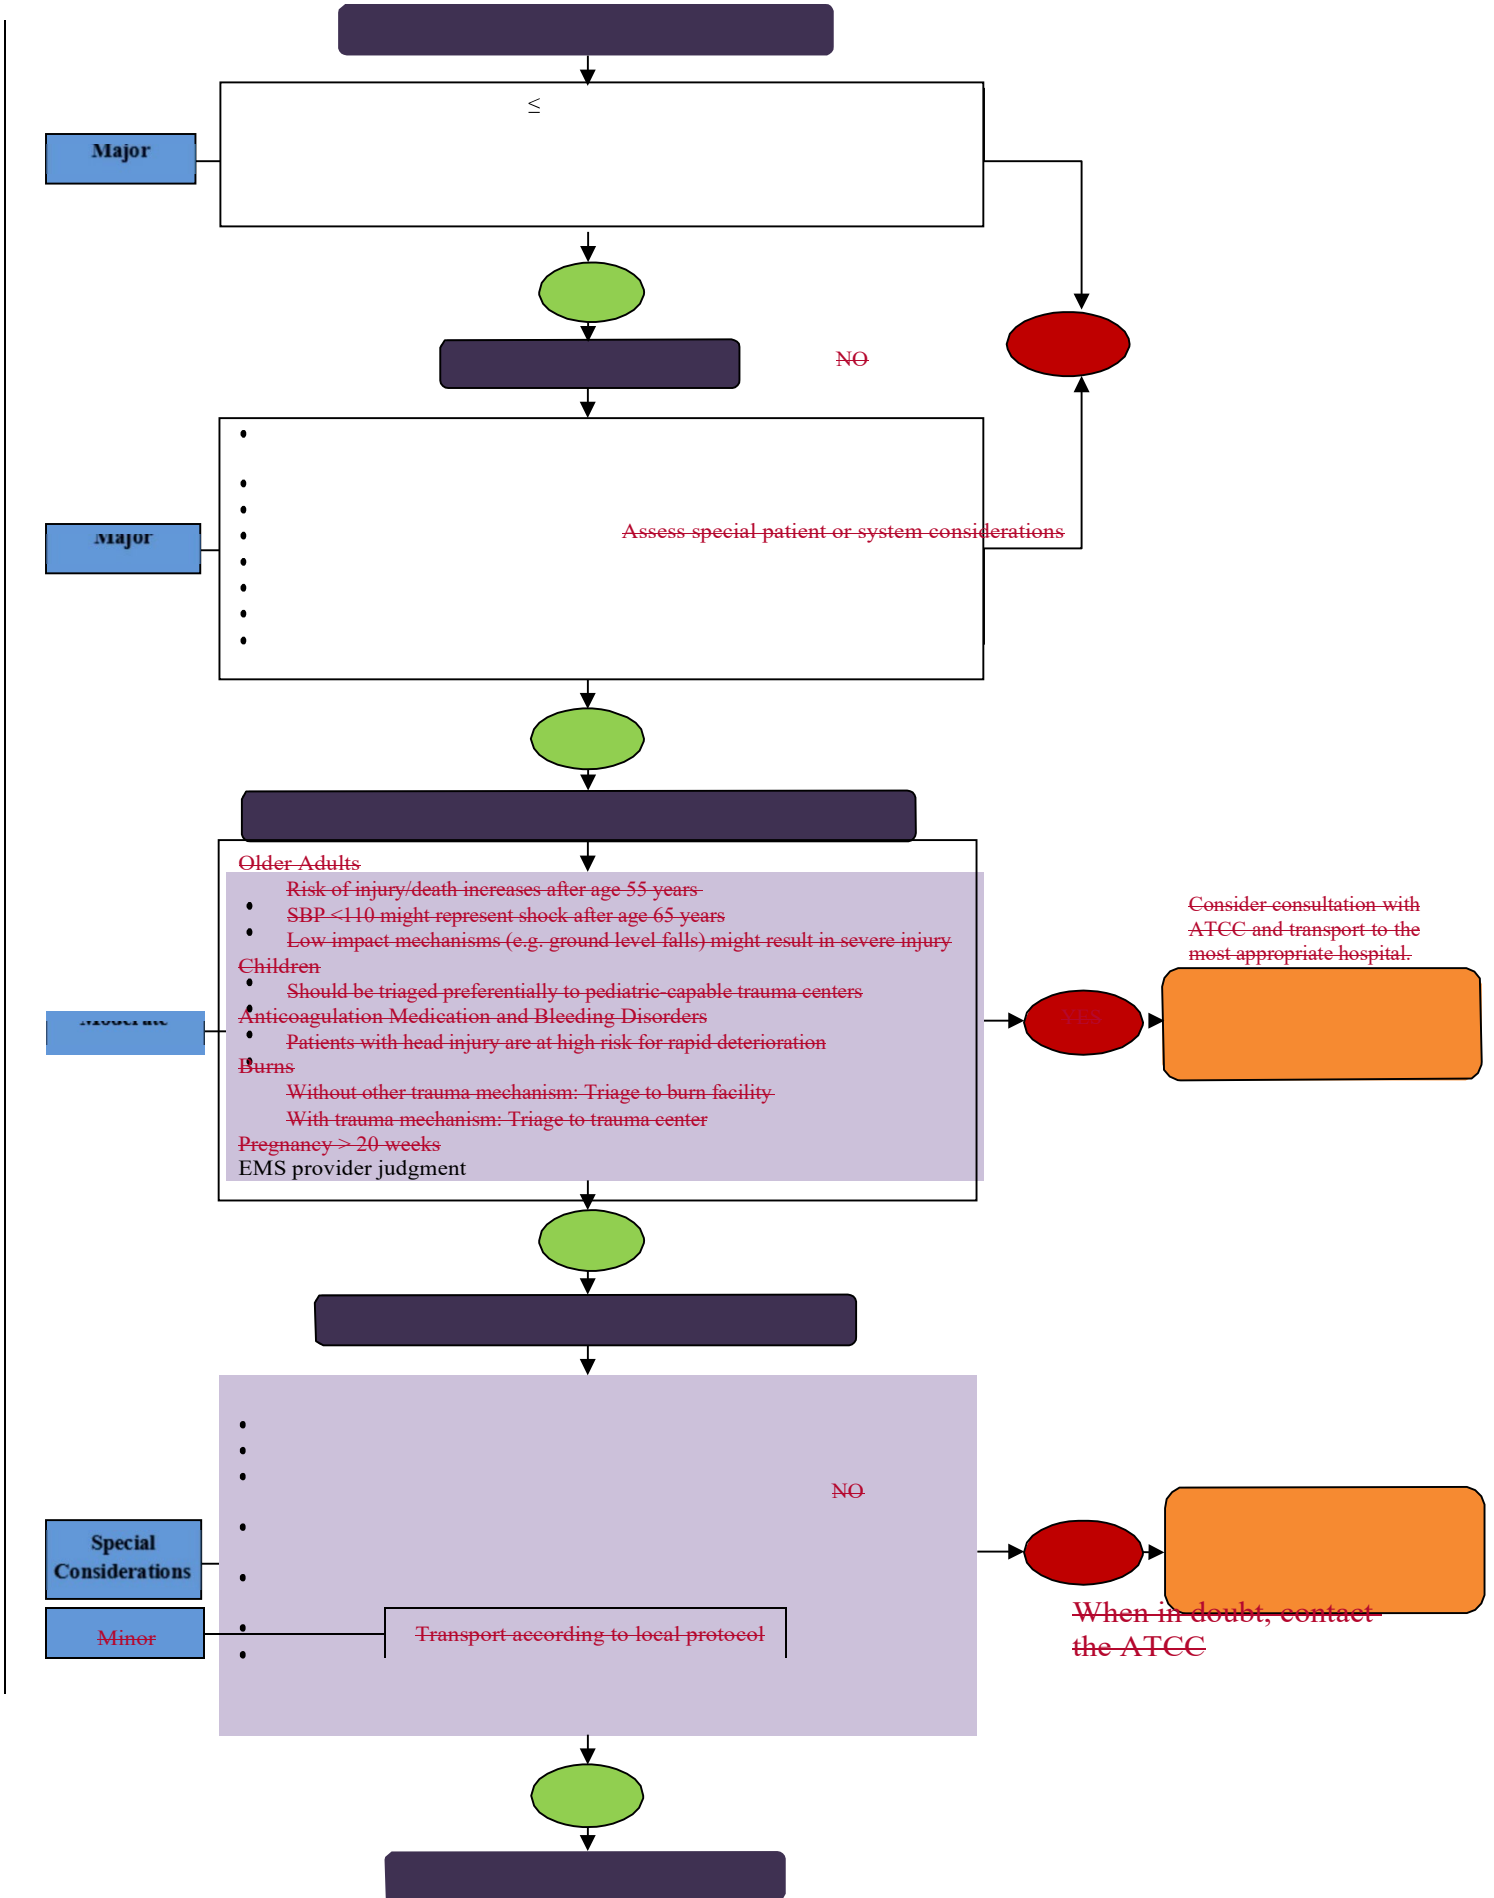 ≤
Major
NO
Assess special patient or system considerations
Major
Older Adults
Risk of injury/death increases after age 55 years
SBP <110 might represent shock after age 65 years
Low impact mechanisms (e.g. ground level falls) might result in severe injury
Children
Should be triaged preferentially to pediatric-capable trauma centers
Anticoagulation Medication and Bleeding Disorders
Patients with head injury are at high risk for rapid deterioration
Burns
Without other trauma mechanism: Triage to burn facility
With trauma mechanism: Triage to trauma center
Pregnancy > 20 weeks
EMS provider judgment
Moderate
YES
Consider consultation with
ATCC and transport to the
most appropriate hospital.
NO
Special
Considerations
Minor
Transport according to local protocol
When in doubt, contact
the ATCC